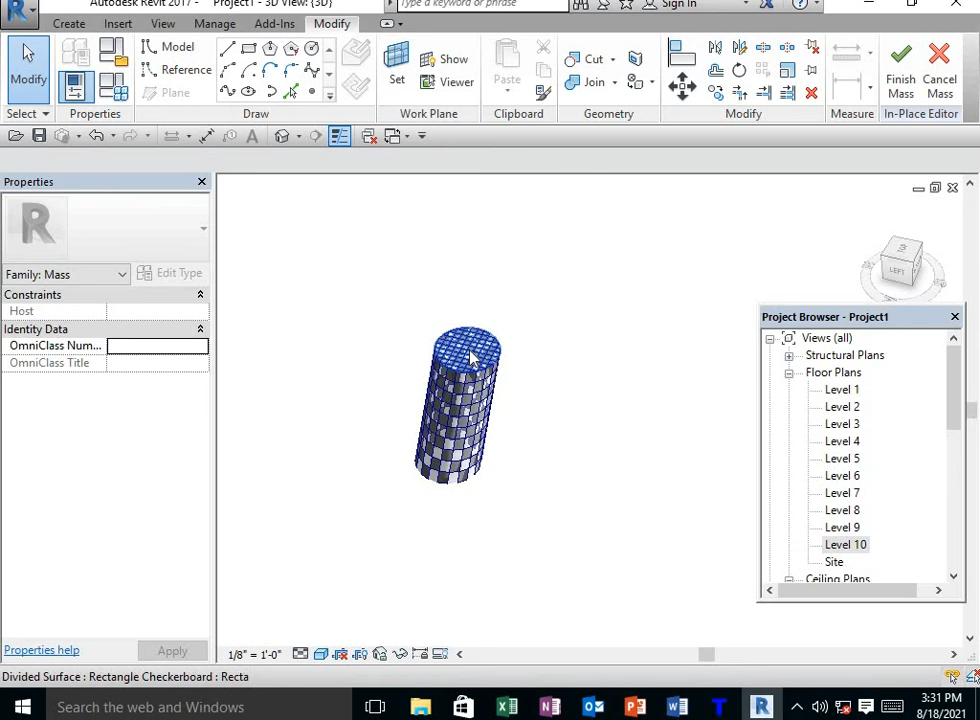 Autodesk Revit 2017 - Project1 - 3D View: {3D}
Type a keyword or phrase
Sign In
Create Insert View Manage Add-Ins Modify
Modify
Model
Reference
Plane
Set
Show
Viewer
Paste
Cut
Join
Finish Mass
Cancel Mass
Select Properties Draw Work Plane Clipboard Geometry Modify Measure In-Place Editor
Properties
R
Family: Mass
Edit Type
Constraints
Host
Identity Data
OmniClass Num...
OmniClass Title
Properties help
Apply
LEFT
Project Browser - Project1
Views (all)
Structural Plans
Floor Plans
Level 1
Level 2
Level 3
Level 4
Level 5
Level 6
Level 7
Level 8
Level 9
Level 10
Site
Ceiling Plans
1/8" = 1'-0"
Divided Surface : Rectangle Checkerboard : Recta
Search the web and Windows
3:31 PM
8/18/2021